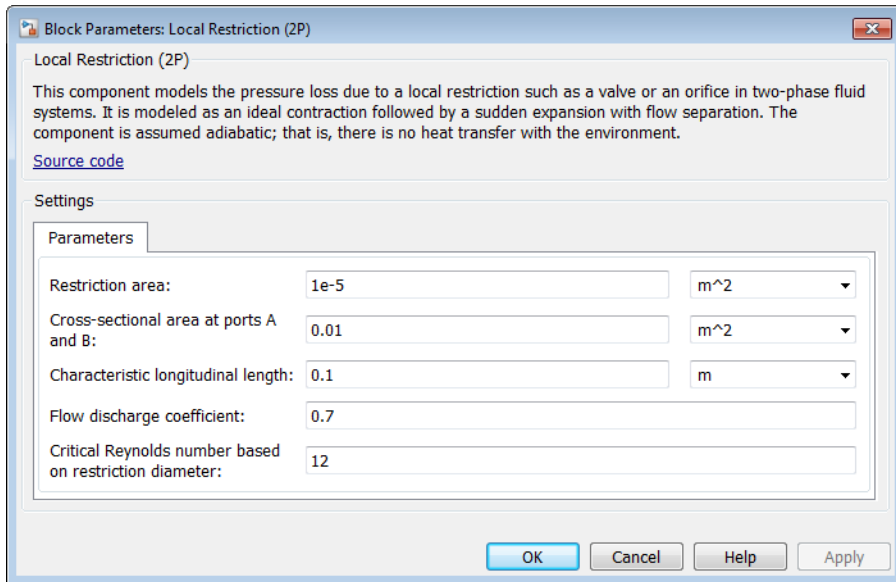 Block Parameters: Local Restriction (2P)
Local Restriction (2P)
This component models the pressure loss due to a local restriction such as a valve or an orifice in two-phase fluid
systems. It is modeled as an ideal contraction followed by a sudden expansion with flow separation. The
component is assumed adiabatic; that is, there is no heat transfer with the environment.
Source code
Settings
Parameters
Restriction area: 1e-5 m^2
Cross-sectional area at ports A
and B: 0.01 m^2
Characteristic longitudinal length: 0.1 m
Flow discharge coefficient: 0.7
Critical Reynolds number based
on restriction diameter: 12
OK Cancel Help Apply